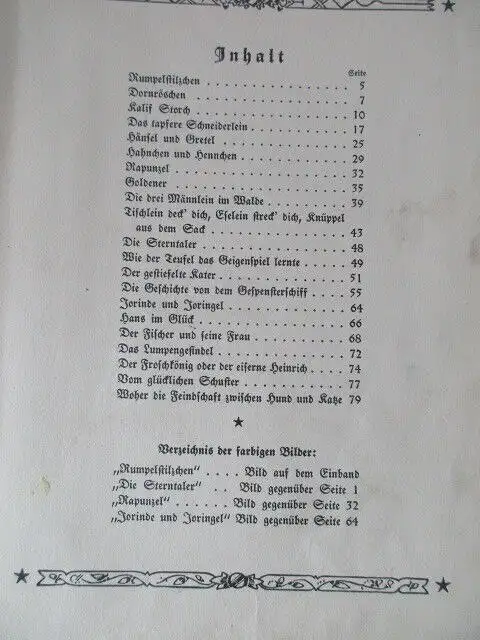 Inhalt
Seite
Rumpelstilzchen . . . . . . . . . . . . . . . . 5
Dornröschen . . . . . . . . . . . . . . . . . 7
Kalif Storch . . . . . . . . . . . . . . . . . 10
Das tapfere Schneiderlein . . . . . . . . . . . 17
Hänsel und Gretel . . . . . . . . . . . . . . 25
Hähnchen und Hennchen . . . . . . . . . . . . 29
Rapunzel . . . . . . . . . . . . . . . . . . 32
Goldener . . . . . . . . . . . . . . . . . . 35
Die drei Männlein im Walde . . . . . . . . . . 39
Tischlein deck' dich, Eselein streck' dich, Knüppel
aus dem Sack . . . . . . . . . . . . . . . 43
Die Sterntaler . . . . . . . . . . . . . . . . 48
Wie der Teufel das Geigenspiel lernte . . . . . 49
Der gestiefelte Kater . . . . . . . . . . . . . 51
Die Geschichte von dem Gespensterschiff . . . . 55
Jorinde und Joringel . . . . . . . . . . . . . 64
Hans im Glück . . . . . . . . . . . . . . . . 66
Der Fischer und seine Frau . . . . . . . . . . 68
Das Lumpengesindel . . . . . . . . . . . . . . 72
Der Froschkönig oder der eiserne Heinrich . . . . 74
Vom glücklichen Schuster . . . . . . . . . . . 77
Woher die Feindschaft zwischen Hund und Katze 79
Verzeichnis der farbigen Bilder:
„Rumpelstilzchen“ . . . . Bild auf dem Einband
„Die Sterntaler“ . . Bild gegenüber Seite 1
„Rapunzel“ . . . . . . Bild gegenüber Seite 32
„Jorinde und Joringel“ Bild gegenüber Seite 64